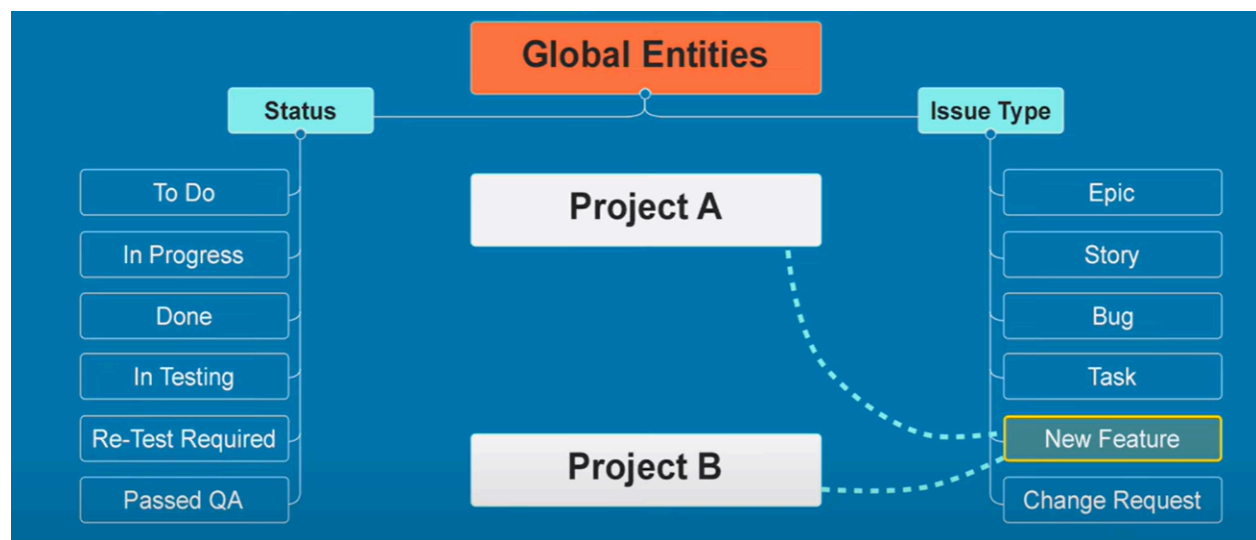 Global Entities
Status
Issue Type
To Do
In Progress
Done
In Testing
Re-Test Required
Passed QA
Project A
Project B
Epic
Story
Bug
Task
New Feature
Change Request